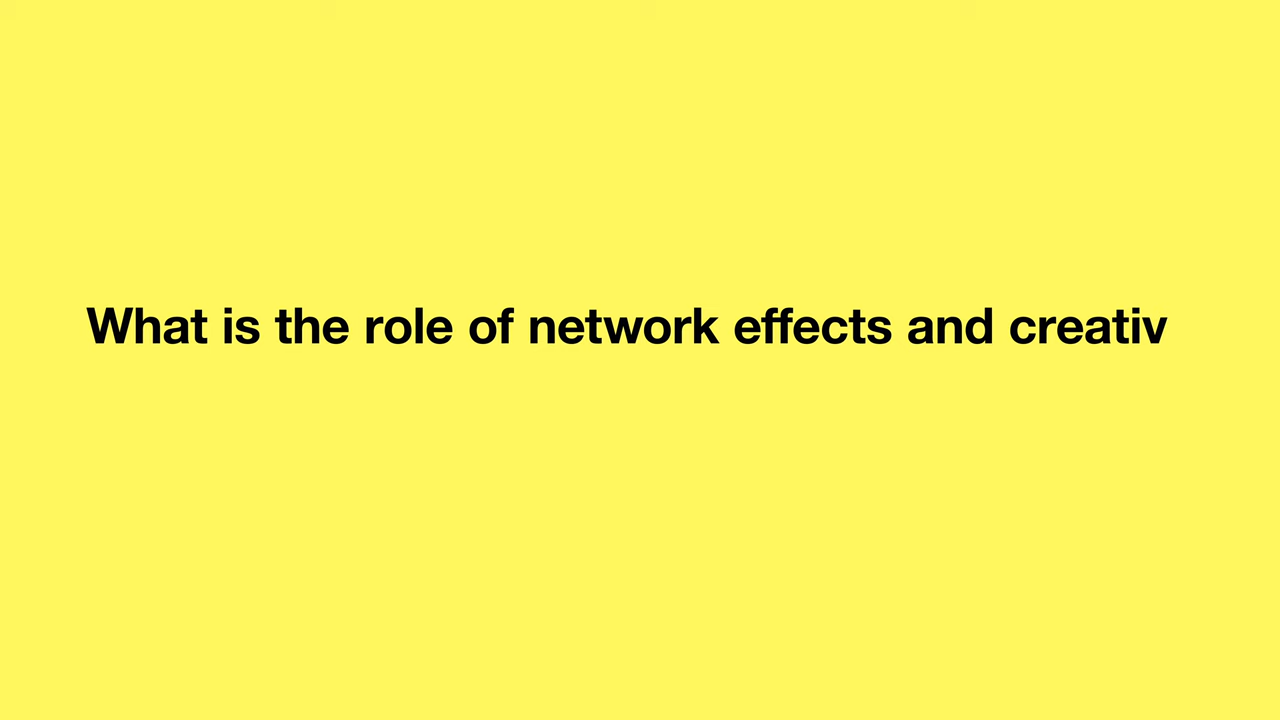 What is the role of network effects and creativ